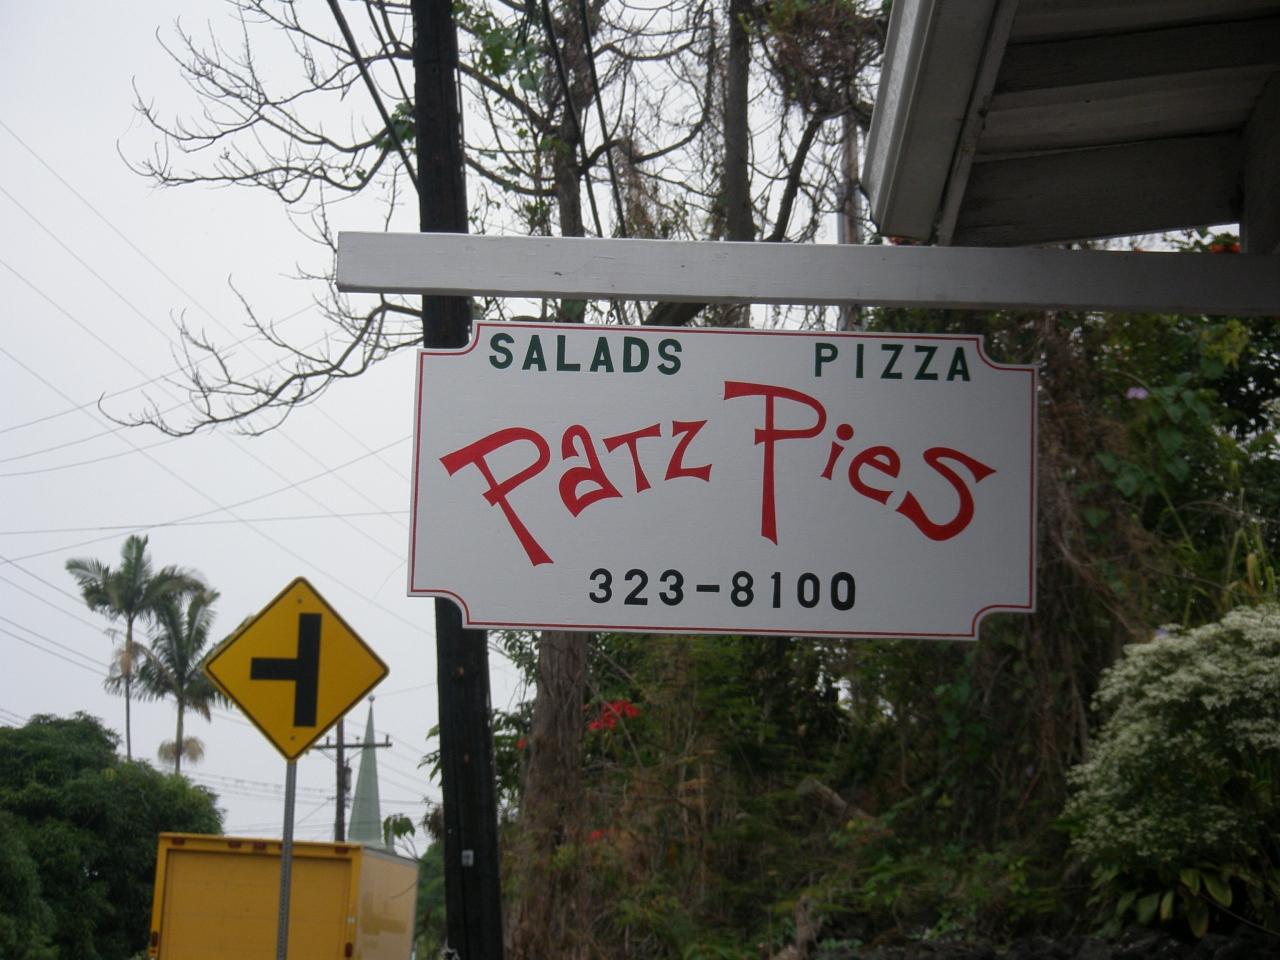 SALADS PIZZA
Patz Pies
323-8100